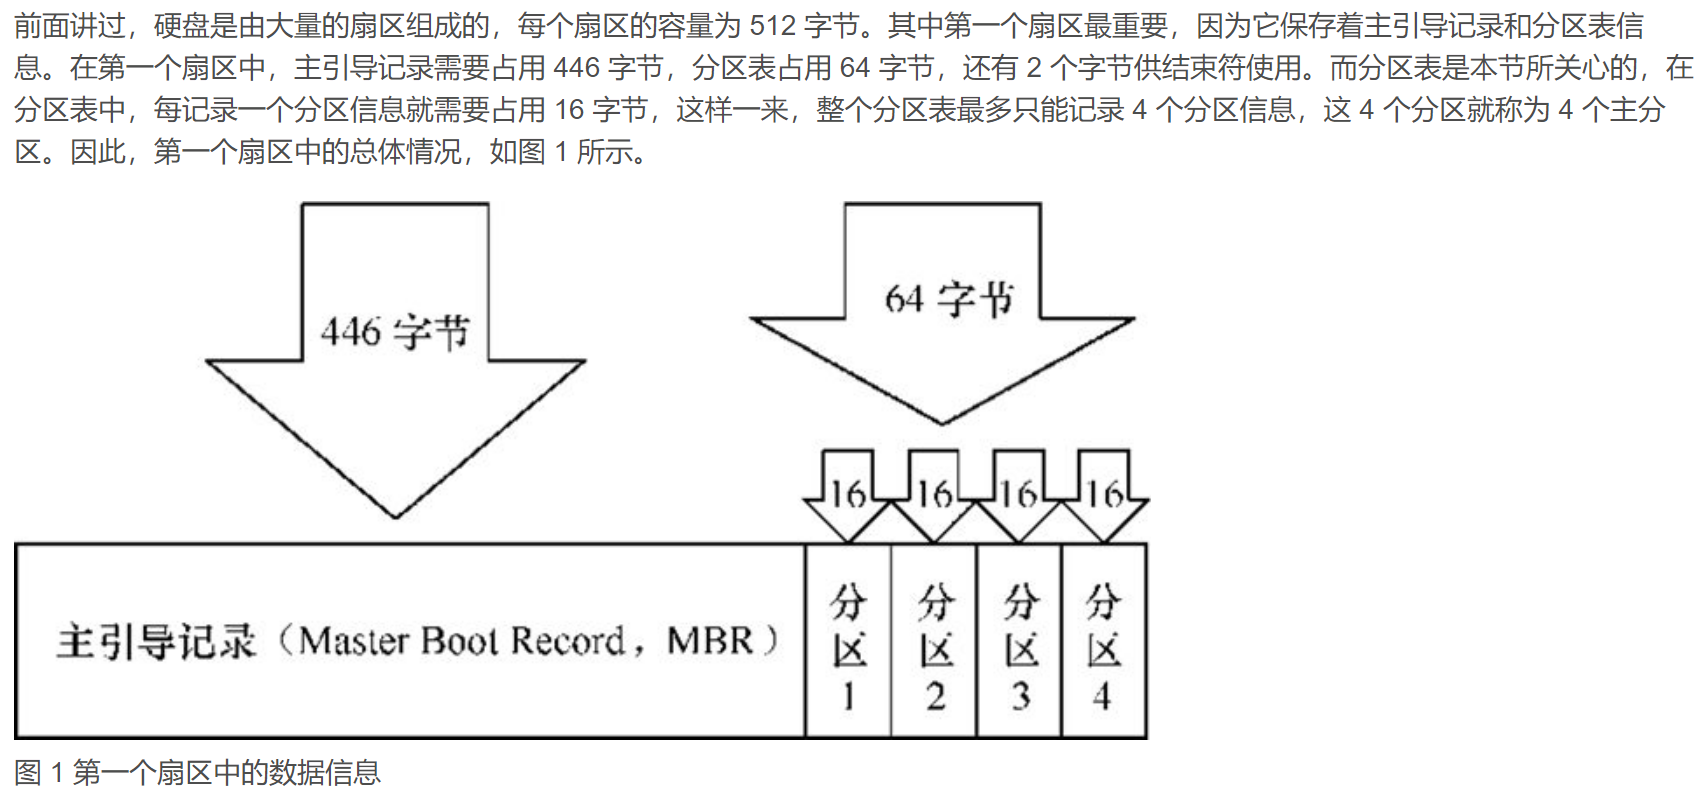 前面讲过，硬盘是由大量的扇区组成的，每个扇区的容量为 512 字节。其中第一个扇区最重要，因为它保存着主引导记录和分区表信
息。在第一个扇区中，主引导记录需要占用 446 字节，分区表占用 64 字节，还有 2 个字节供结束符使用。而分区表是本节所关心的，在
分区表中，每记录一个分区信息就需要占用 16 字节，这样一来，整个分区表最多只能记录 4 个分区信息，这 4 个分区就称为 4 个主分
区。因此，第一个扇区中的总体情况，如图 1 所示。
446 字节
64 字节
16 16 16 16
主引导记录（Master Boot Record，MBR）
分区1
分区2
分区3
分区4
图 1 第一个扇区中的数据信息